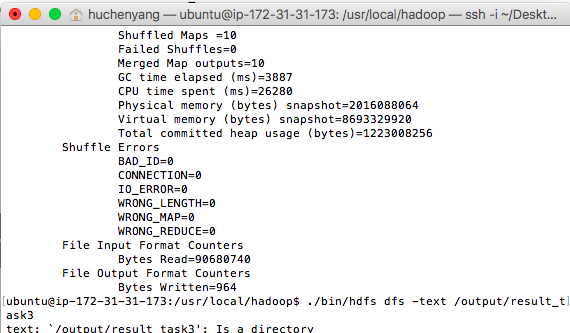 huchenyang — ubuntu@ip-172-31-31-173: /usr/local/hadoop — ssh -i ~/Deskt...
Shuffled Maps =10
Failed Shuffles=0
Merged Map outputs=10
GC time elapsed (ms)=3887
CPU time spent (ms)=26280
Physical memory (bytes) snapshot=2016088064
Virtual memory (bytes) snapshot=8693329920
Total committed heap usage (bytes)=1223008256
Shuffle Errors
BAD_ID=0
CONNECTION=0
IO_ERROR=0
WRONG_LENGTH=0
WRONG_MAP=0
WRONG_REDUCE=0
File Input Format Counters
Bytes Read=90680740
File Output Format Counters
Bytes Written=964
[ubuntu@ip-172-31-31-173:/usr/local/hadoop$ ./bin/hdfs dfs -text /output/result_t]
ask3
text: `/output/result_task3': Is a directory